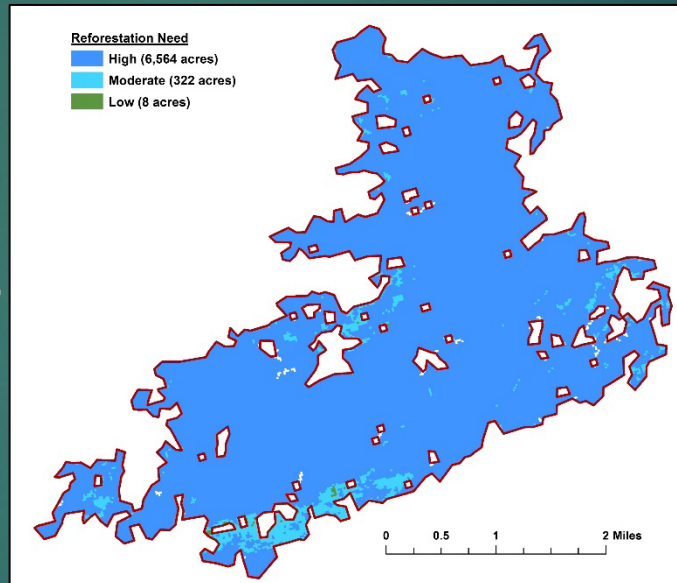 Reforestation Need
High (6,564 acres)
Moderate (322 acres)
Low (8 acres)
0 0.5 1 2 Miles